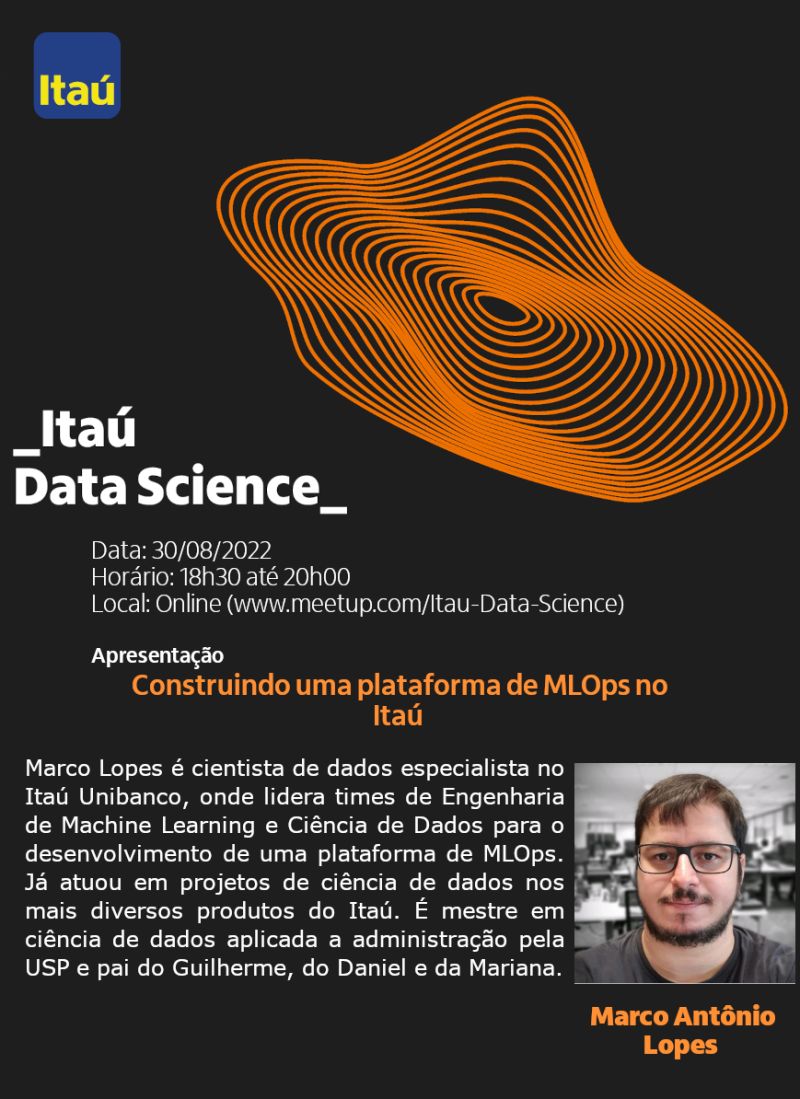 Itaú
_Itaú
Data Science_
Data: 30/08/2022
Horário: 18h30 até 20h00
Local: Online (www.meetup.com/Itau-Data-Science)
Apresentação
Construindo uma plataforma de MLOps no
Itaú
Marco Lopes é cientista de dados especialista no
Itaú Unibanco, onde lidera times de Engenharia
de Machine Learning e Ciência de Dados para o
desenvolvimento de uma plataforma de MLOps.
Já atuou em projetos de ciência de dados nos
mais diversos produtos do Itaú. É mestre em
ciência de dados aplicada a administração pela
USP e pai do Guilherme, do Daniel e da Mariana.
Marco Antônio
Lopes